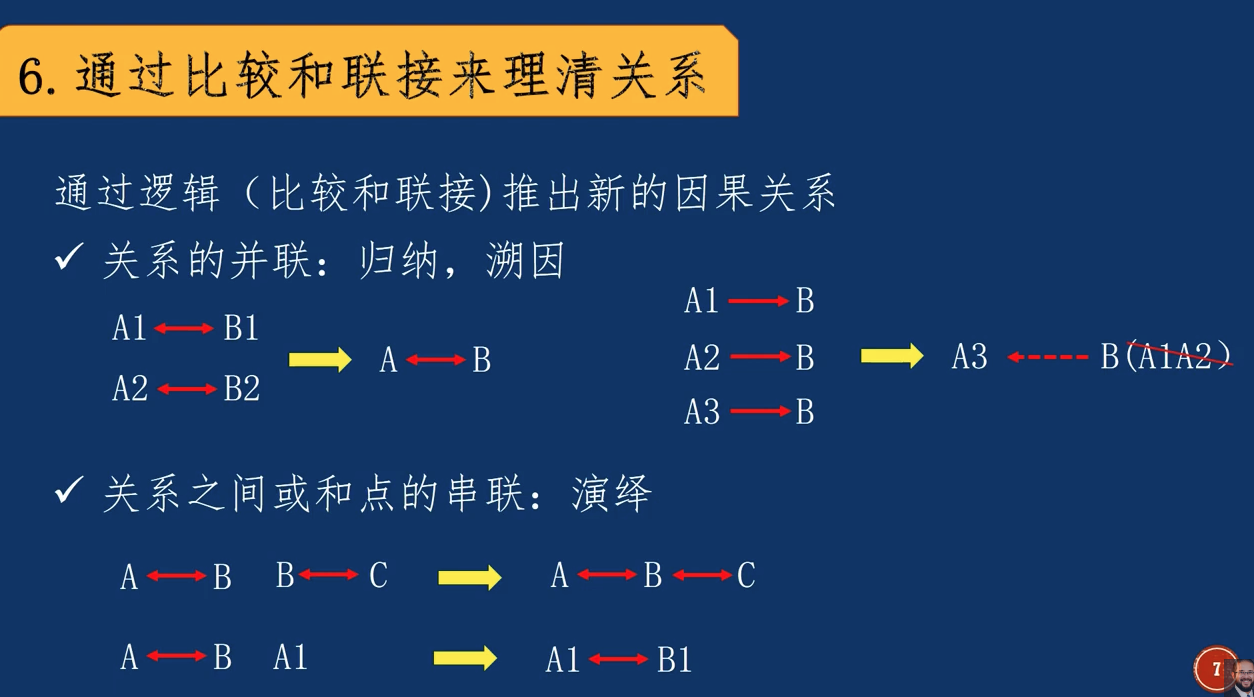 6. 通过比较和联接来理清关系
通过逻辑（比较和联接)推出新的因果关系
✓ 关系的并联：归纳，溯因
A1 ↔ B1
A2 ↔ B2
A ↔ B
A1 → B
A2 → B
A3 → B
A3 ⇠ B(A1A2)
✓ 关系之间或和点的串联：演绎
A ↔ B B ↔ C A ↔ B ↔ C
A ↔ B A1 A1 ↔ B1
7